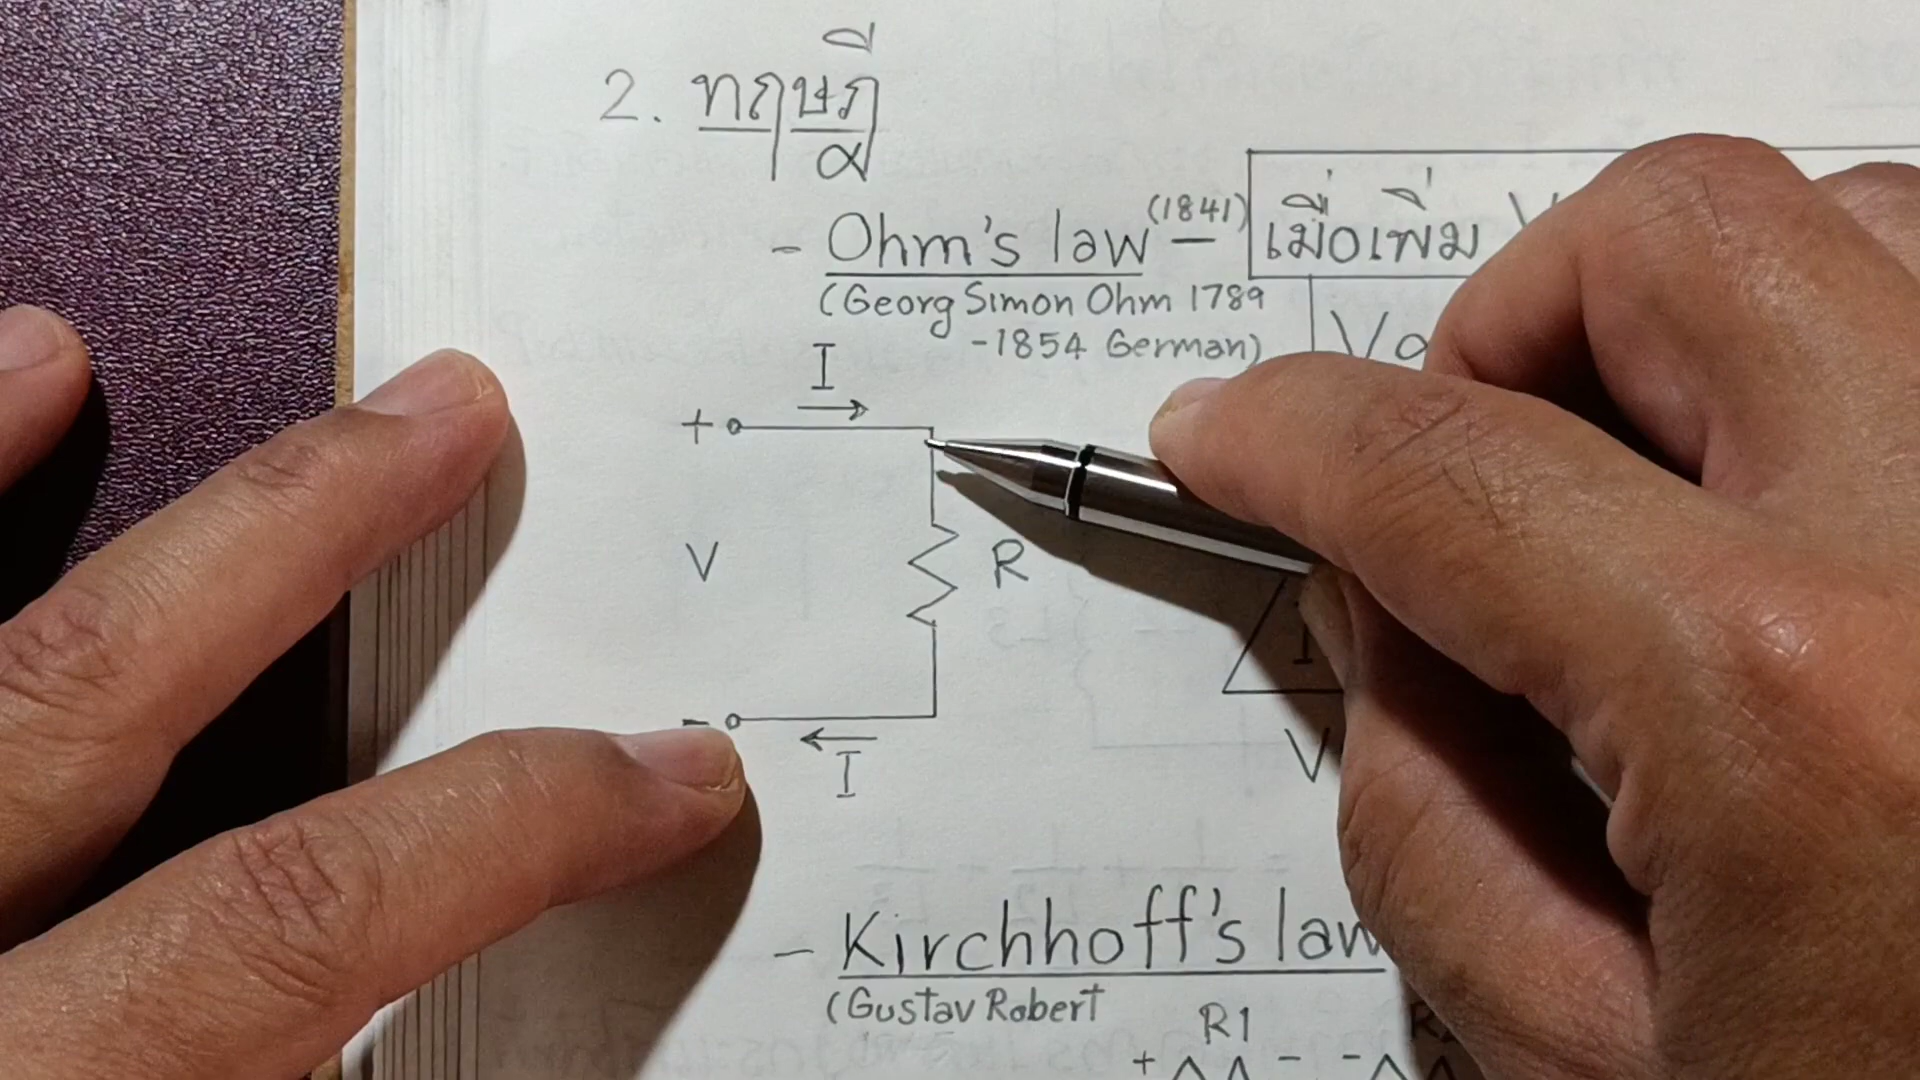 2. ทฤษฎี
- Ohm's law (1841) —
(Georg Simon Ohm 1789
-1854 German)
เมื่อเพิ่ม V
I
+
V
R
-
I
I
V
- Kirchhoff's law
(Gustav Robert
R1
+ - -